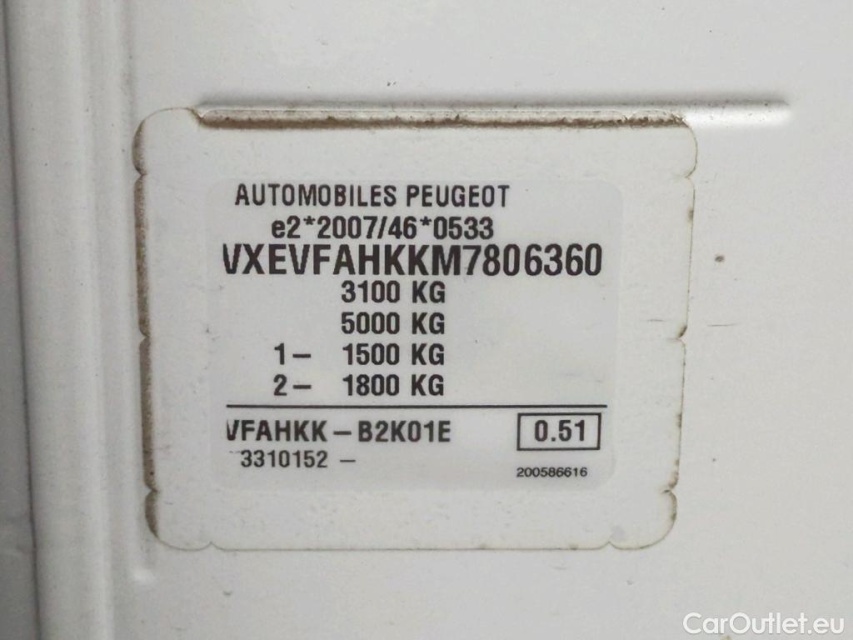 AUTOMOBILES PEUGEOT
e2*2007/46*0533
VXEVFAHKKM7806360
3100 KG
5000 KG
1- 1500 KG
2- 1800 KG
VFAHKK-B2K01E 0.51
3310152 -
200586616
CarOutlet.eu